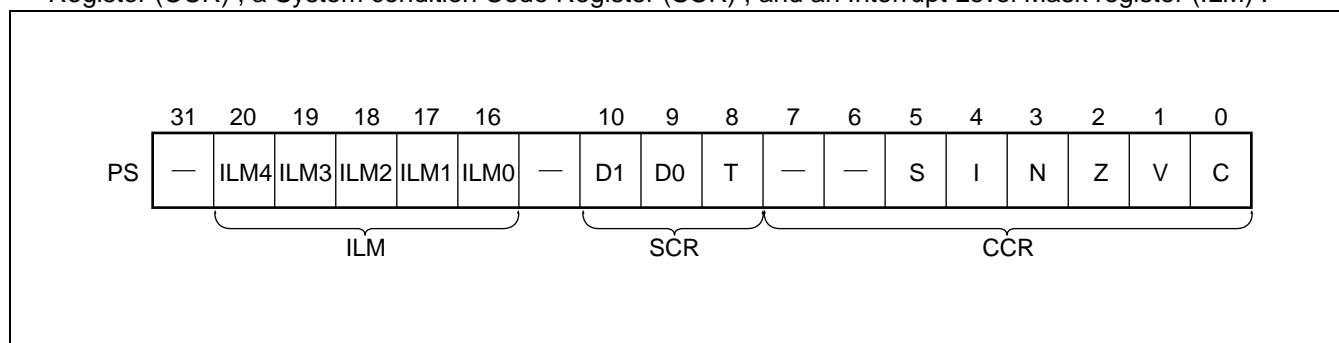 Register (CCR) , a System condition Code Register (SCR) , and an Interrupt Level Mask register (ILM) .
31 20 19 18 17 16 10 9 8 7 6 5 4 3 2 1 0
PS — ILM4 ILM3 ILM2 ILM1 ILM0 — D1 D0 T — — S I N Z V C
ILM SCR CCR